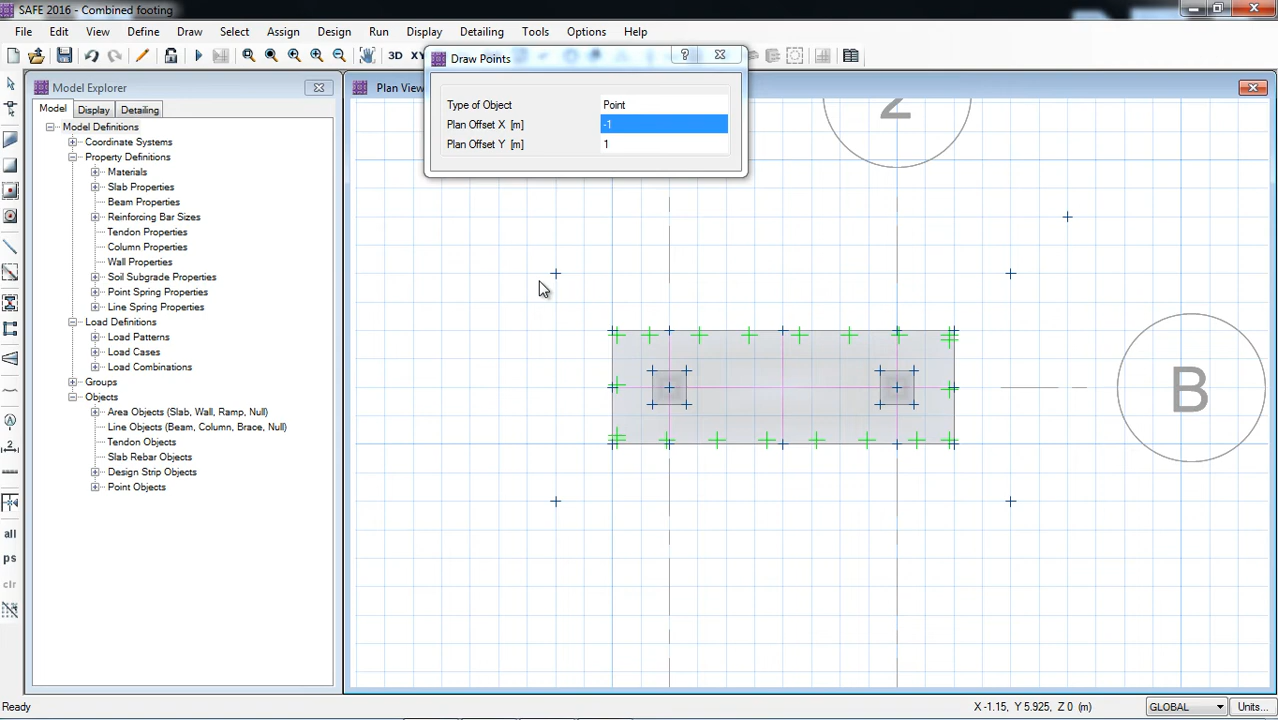 SAFE 2016 - Combined footing
File Edit View Define Draw Select Assign Design Run Display Detailing Tools Options Help
3D
Model Explorer
Model Display Detailing
Model Definitions
Coordinate Systems
Property Definitions
Materials
Slab Properties
Beam Properties
Reinforcing Bar Sizes
Tendon Properties
Column Properties
Wall Properties
Soil Subgrade Properties
Point Spring Properties
Line Spring Properties
Load Definitions
Load Patterns
Load Cases
Load Combinations
Groups
Objects
Area Objects (Slab, Wall, Ramp, Null)
Line Objects (Beam, Column, Brace, Null)
Tendon Objects
Slab Rebar Objects
Design Strip Objects
Point Objects
all
ps
clr
Plan View
Draw Points
?
Type of Object Point
Plan Offset X [m] -1
Plan Offset Y [m] 1
2
B
Ready
X -1.15, Y 5.925, Z 0 (m)
GLOBAL
Units...